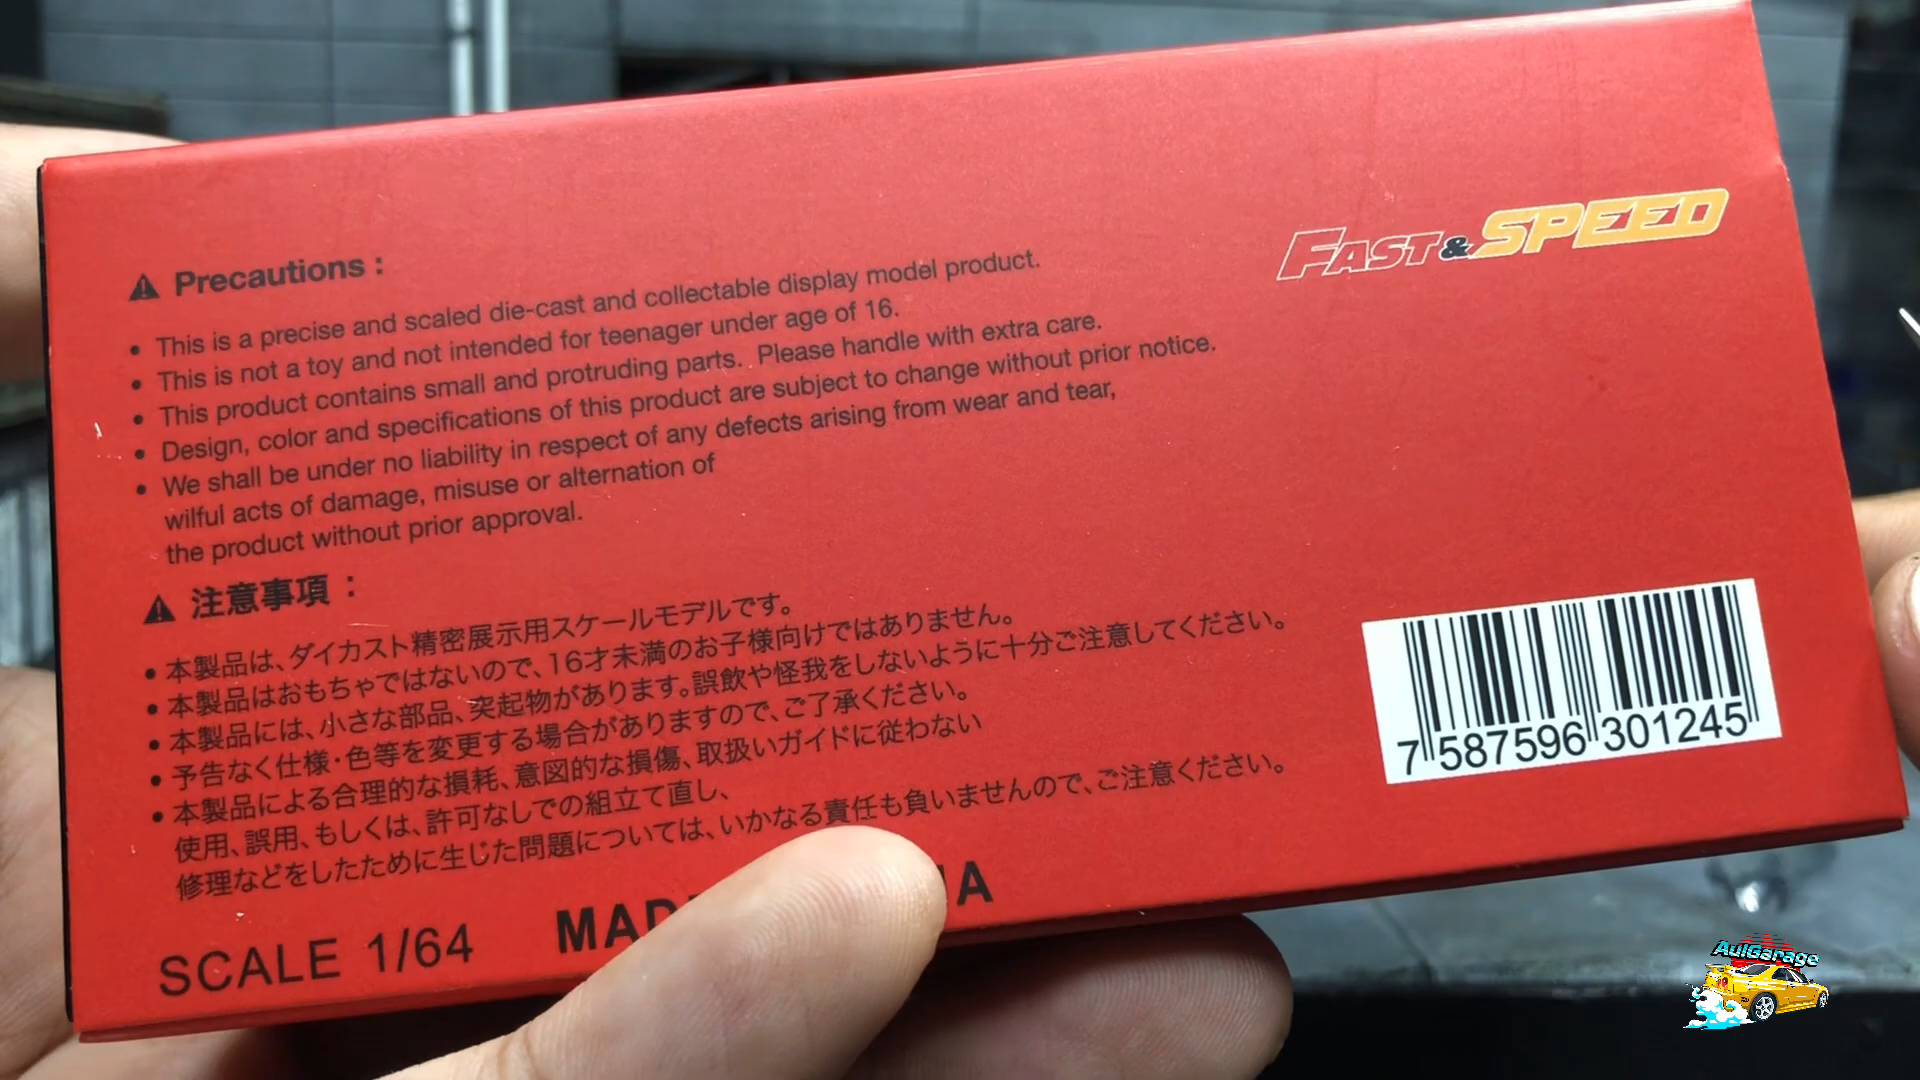 FAST & SPEED
⚠ Precautions :
• This is a precise and scaled die-cast and collectable display model product.
• This is not a toy and not intended for teenager under age of 16.
• This product contains small and protruding parts. Please handle with extra care.
• Design, color and specifications of this product are subject to change without prior notice.
• We shall be under no liability in respect of any defects arising from wear and tear,
wilful acts of damage, misuse or alternation of
the product without prior approval.
⚠ 注意事項：
• 本製品は、ダイカスト精密展示用スケールモデルです。
• 本製品はおもちゃではないので、16才未満のお子様向けではありません。
• 本製品には、小さな部品、突起物があります。誤飲や怪我をしないように十分ご注意してください。
• 予告なく仕様・色等を変更する場合がありますので、ご了承ください。
• 本製品による合理的な損耗、意図的な損傷、取扱いガイドに従わない
使用、誤用、もしくは、許可なしでの組立て直し、
修理などをしたために生じた問題については、いかなる責任も負いませんので、ご注意ください。
7 587596 301245
SCALE 1/64
AulGarage